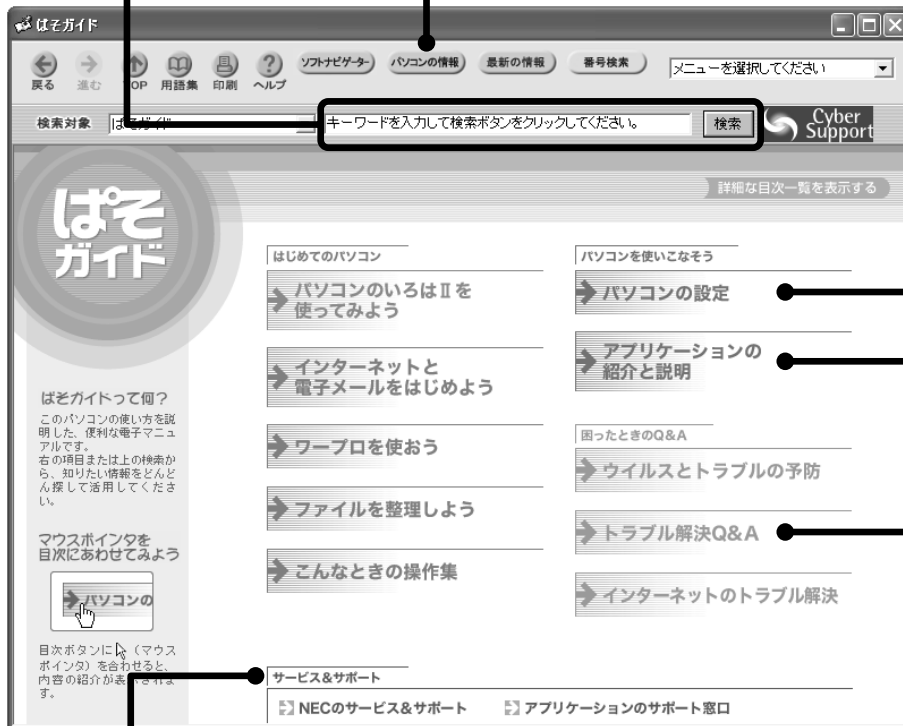 ぱそガイド
戻る
進む
OP
用語集
印刷
ヘルプ
ソフトナビゲーター
パソコンの情報
最新の情報
番号検索
メニューを選択してください
検索対象
ぱそガイド
キーワードを入力して検索ボタンをクリックしてください。
検索
Cyber
Support
詳細な目次一覧を表示する
ぱそ
ガイド
ぱそガイドって何?
このパソコンの使い方を説
明した、便利な電子マニュ
アルです。
右の項目または上の検索か
ら、知りたい情報をどんど
ん探して活用してくださ
い。
マウスポインタを
目次にあわせてみよう
パソコンの
目次ボタンに (マウス
ポインタ) を合わせると、
内容の紹介が表示されま
す。
はじめてのパソコン
パソコンのいろはⅡを
使ってみよう
インターネットと
電子メールをはじめよう
ワープロを使おう
ファイルを整理しよう
こんなときの操作集
パソコンを使いこなそう
パソコンの設定
アプリケーションの
紹介と説明
困ったときのQ&A
ウイルスとトラブルの予防
トラブル解決Q&A
インターネットのトラブル解決
サービス&サポート
NECのサービス&サポート
アプリケーションのサポート窓口